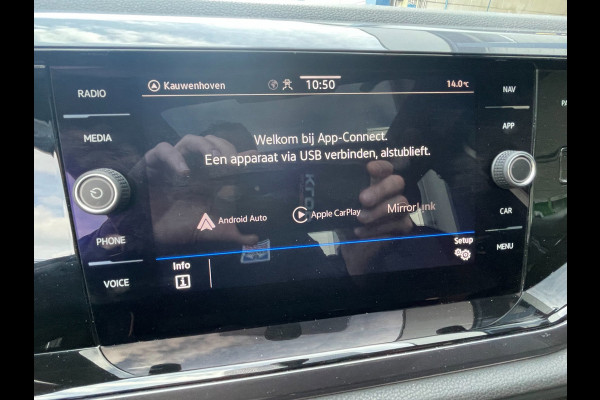 RADIO
MEDIA
PHONE
VOICE
Kauwenhoven
10:50
14.0℃
Welkom bij App-Connect.
Een apparaat via USB verbinden, alstublieft.
Android Auto
Apple CarPlay
MirrorLink
Info
Setup
NAV
APP
CAR
MENU